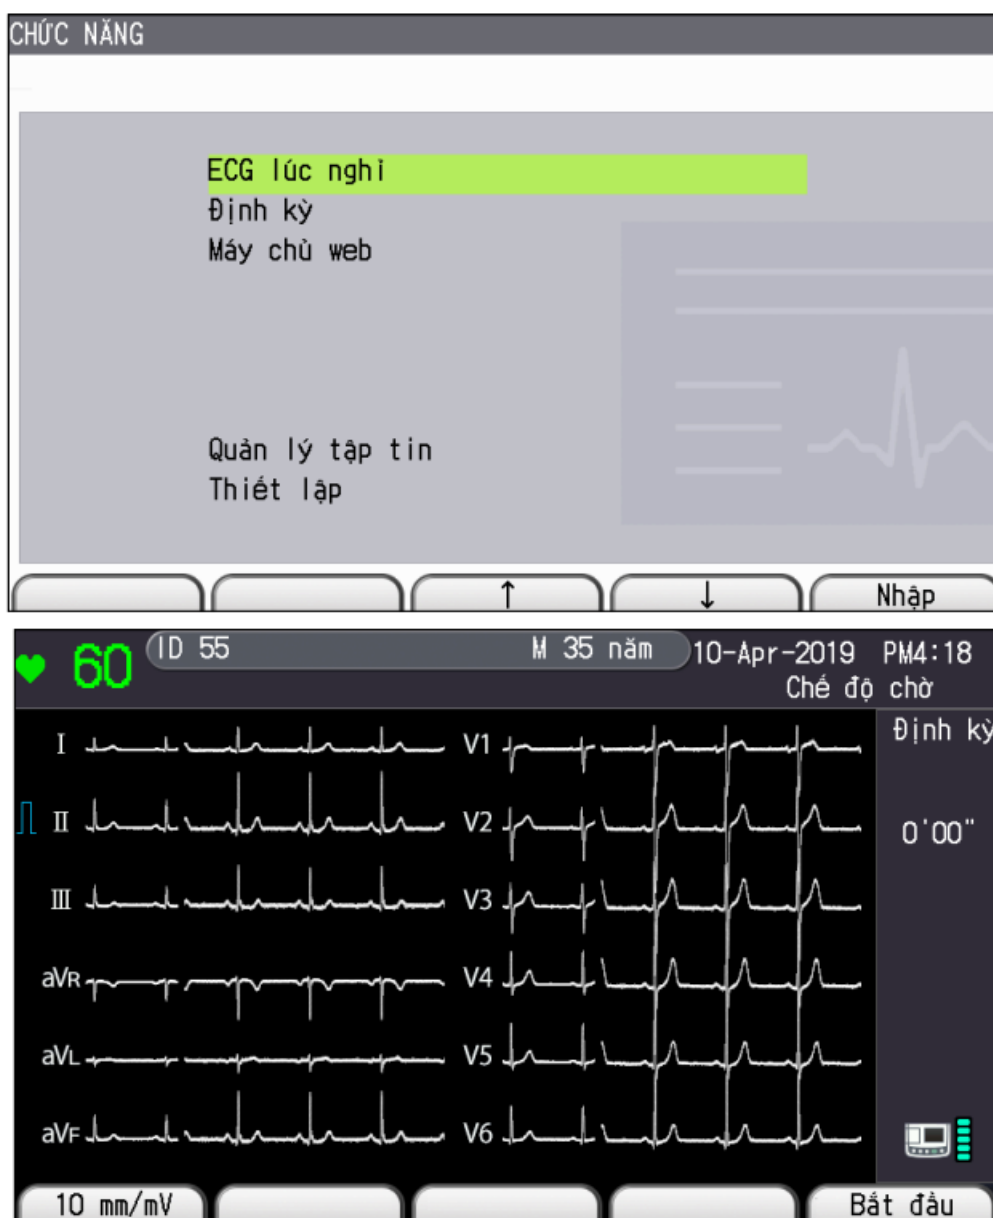 CHỨC NĂNG
ECG lúc nghỉ
Định kỳ
Máy chủ web
Quản lý tập tin
Thiết lập
↑ ↓ Nhập
60 ID 55 M 35 năm 10-Apr-2019 PM4:18
Chế độ chờ
Định kỳ
0'00"
I V1
II V2
III V3
aVR V4
aVL V5
aVF V6
10 mm/mV Bắt đầu